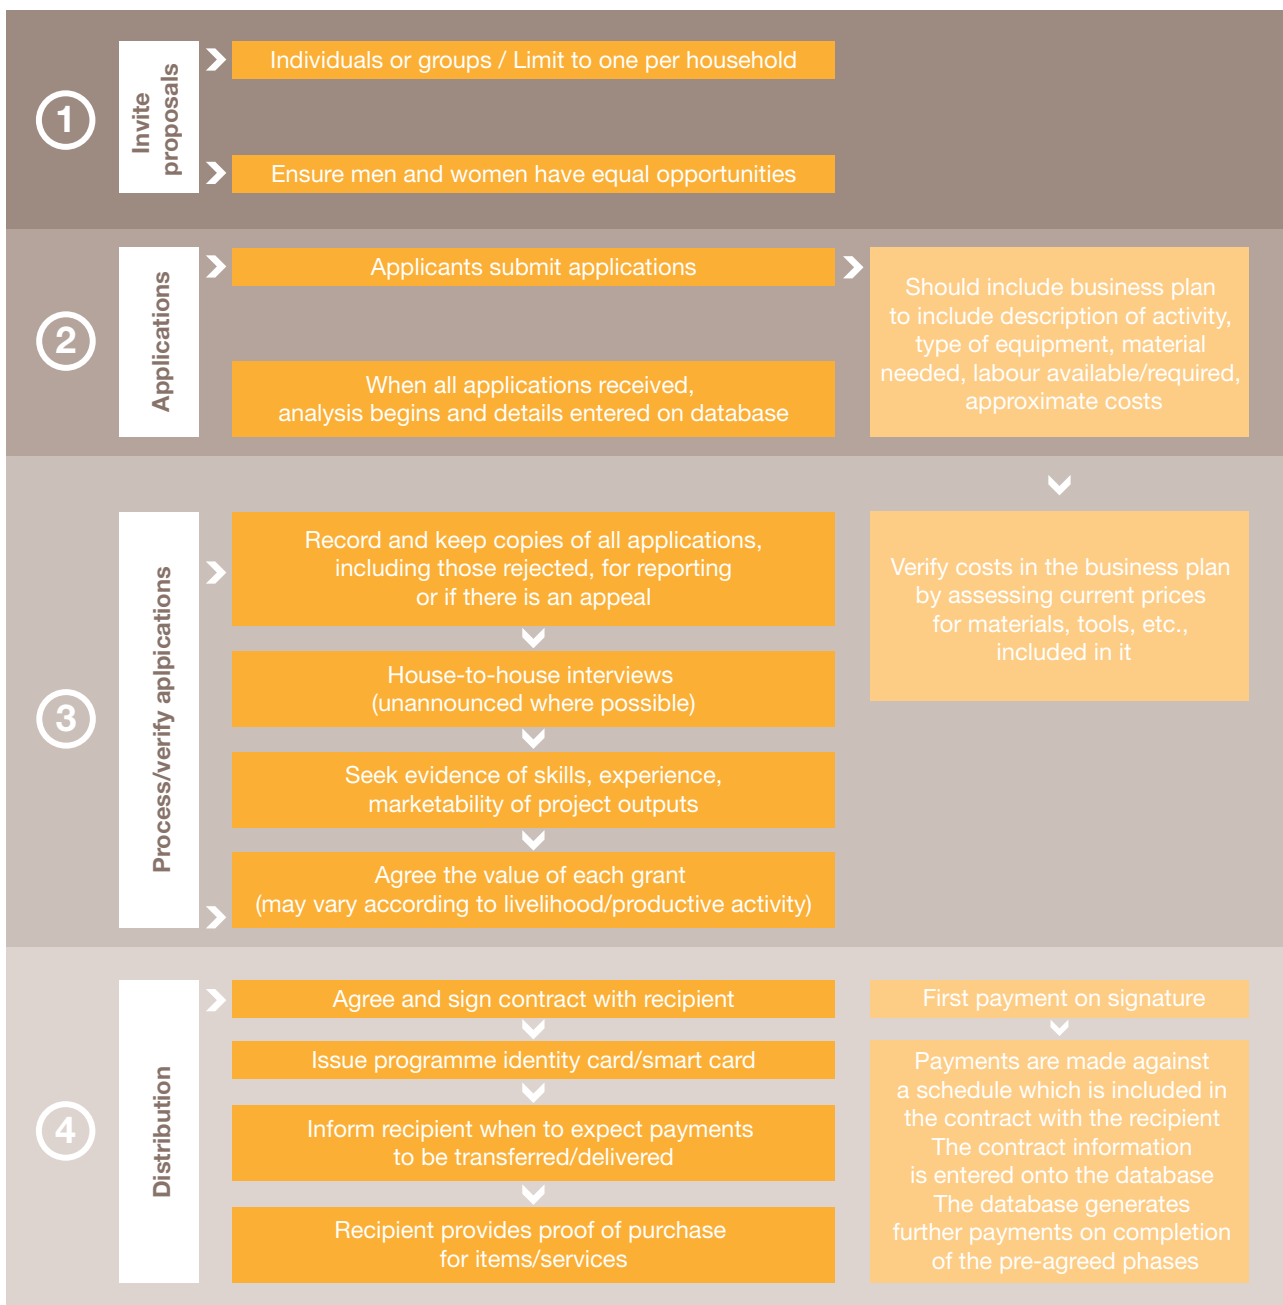 1
Invite
proposals
Individuals or groups / Limit to one per household
Ensure men and women have equal opportunities
2
Applications
Applicants submit applications
When all applications received,
analysis begins and details entered on database
Should include business plan
to include description of activity,
type of equipment, material
needed, labour available/required,
approximate costs
3
Process/verify aplpications
Record and keep copies of all applications,
including those rejected, for reporting
or if there is an appeal
House-to-house interviews
(unannounced where possible)
Seek evidence of skills, experience,
marketability of project outputs
Agree the value of each grant
(may vary according to livelihood/productive activity)
Verify costs in the business plan
by assessing current prices
for materials, tools, etc.,
included in it
4
Distribution
Agree and sign contract with recipient
Issue programme identity card/smart card
Inform recipient when to expect payments
to be transferred/delivered
Recipient provides proof of purchase
for items/services
First payment on signature
Payments are made against
a schedule which is included in
the contract with the recipient
The contract information
is entered onto the database
The database generates
further payments on completion
of the pre-agreed phases